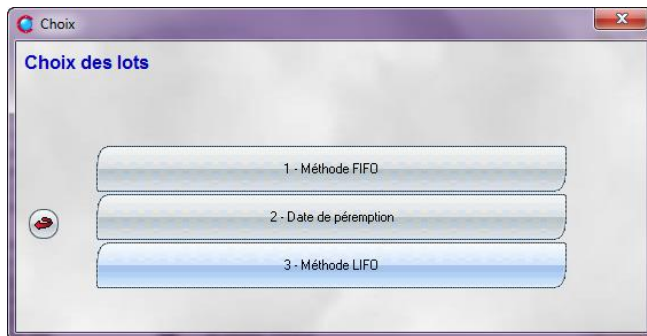 Choix
Choix des lots
1 - Méthode FIFO
2 - Date de péremption
3 - Méthode LIFO